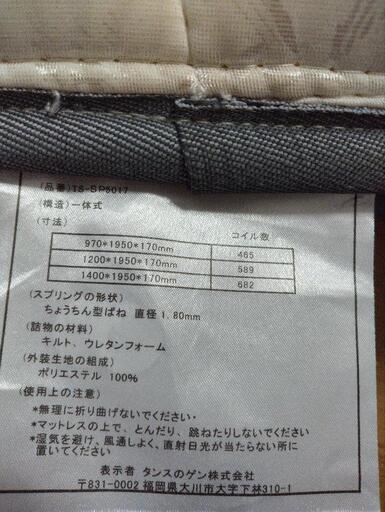 (品番) TS-SP5017
(構造) 一体式
(寸法)
コイル数
970*1950*170mm 465
1200*1950*170mm 589
1400*1950*170mm 682
(スプリングの形状)
ちょうちん型ばね 直径1.80mm
(詰物の材料)
キルト、ウレタンフォーム
(外装生地の組成)
ポリエステル 100%
(使用上の注意)
*無理に折り曲げないでください
*マットレスの上で、とんだり、跳ねたりしないでください
*湿気を避け、風通しよく、直射日光が当らない場所に
置いてください
表示者 タンスのゲン株式会社
〒831-0002 福岡県大川市大字下林310-1